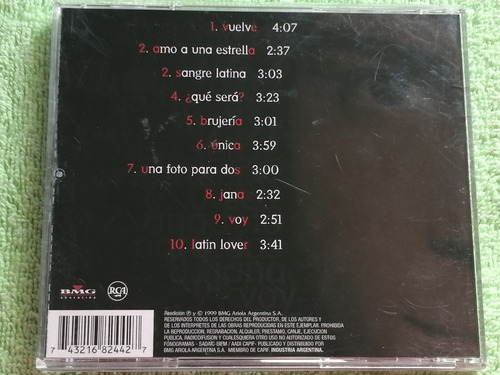 1. vuelve 4:07
2. amo a una estrella 2:37
2. sangre latina 3:03
4. ¿qué será? 3:23
5. brujería 3:01
6. única 3:59
7. una foto para dos 3:00
8. jana 2:32
9. voy 2:51
10. latin lover 3:41
BMG
ARGENTINA
RCA
7 43216 82442 7
Reedición ℗ y © 1999 BMG Ariola Argentina S.A.
RESERVADOS TODOS LOS DERECHOS DEL PRODUCTOR, DE LOS AUTORES Y
DE LOS INTERPRETES DE LAS OBRAS REPRODUCIDAS EN ESTE EJEMPLAR. PROHIBIDA
LA REPRODUCCION, REGRABACION, ALQUILER, PRESTAMO, CANJE, EJECUCION
PUBLICA, RADIODIFUSION Y CUALESQUIERA OTRO USO NO AUTORIZADO DE ESTOS
FONOGRAMAS - SADAIC-BIEM / AADI CAPIF- PUBLICADO Y DISTRIBUIDO POR
BMG ARIOLA ARGENTINA S.A. MIEMBRO DE CAPIF. INDUSTRIA ARGENTINA.